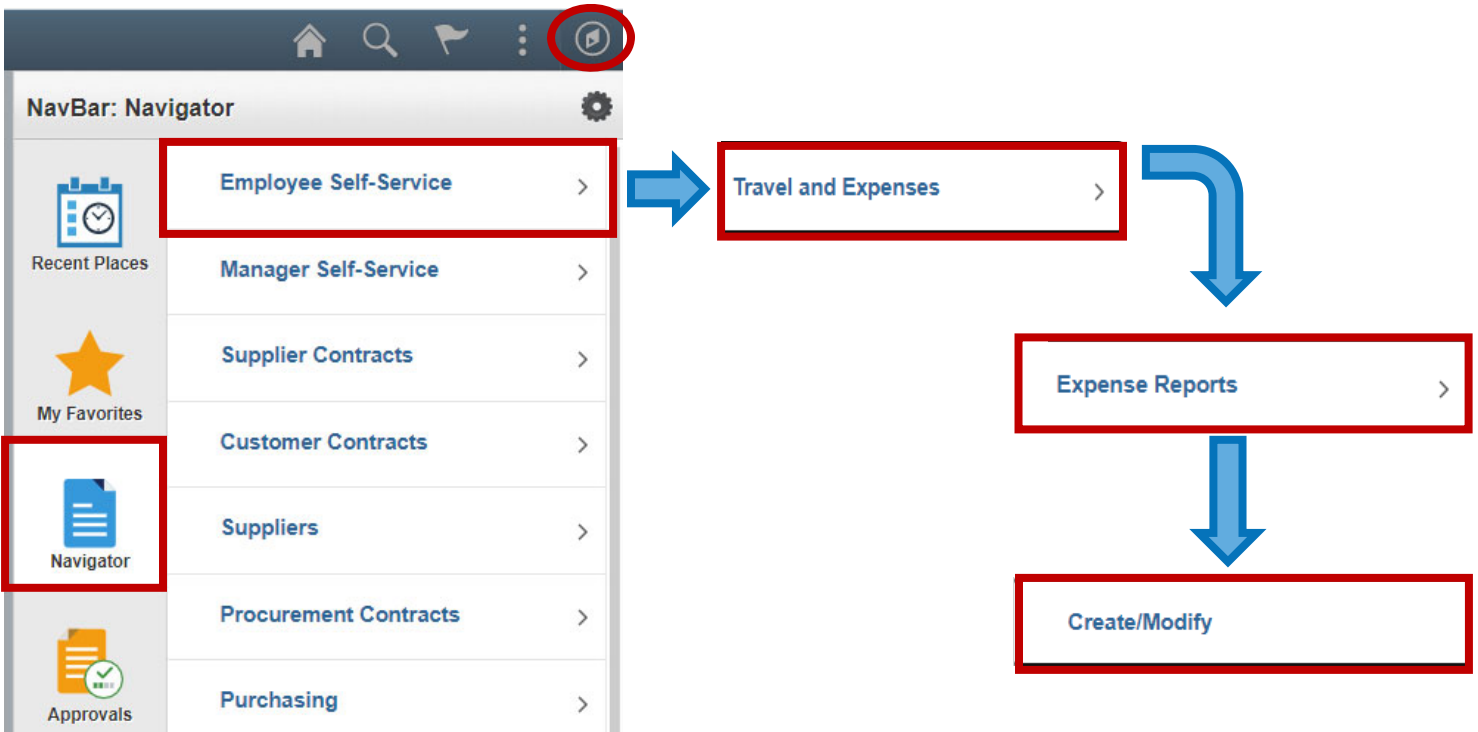 NavBar: Navigator
Recent Places
My Favorites
Navigator
Approvals
Employee Self-Service
Manager Self-Service
Supplier Contracts
Customer Contracts
Suppliers
Procurement Contracts
Purchasing
Travel and Expenses
Expense Reports
Create/Modify